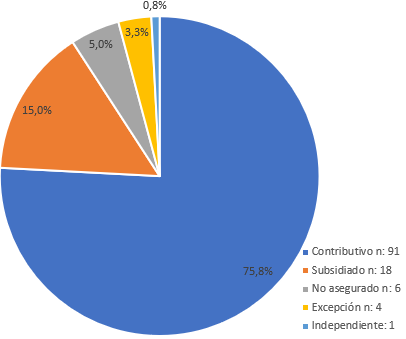 0,8%
3,3%
5,0%
15,0%
75,8%
Contributivo n: 91
Subsidiado n: 18
No asegurado n: 6
Excepción n: 4
Independiente: 1